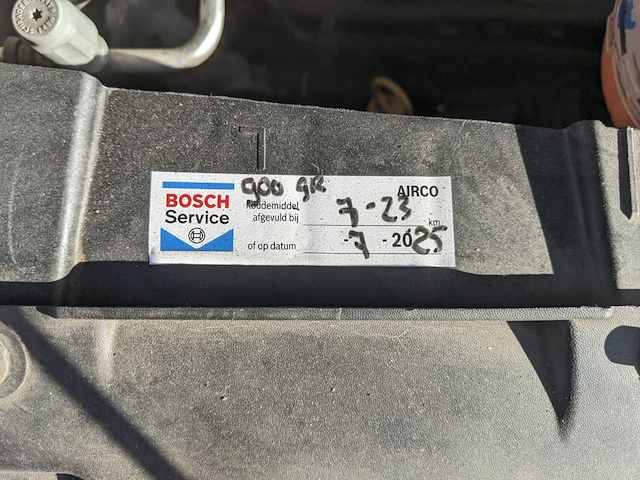 900 gR
AIRCO
BOSCH
Service
Koudemiddel
afgevuld bij
7-23
km
of op datum
-7 - 2025